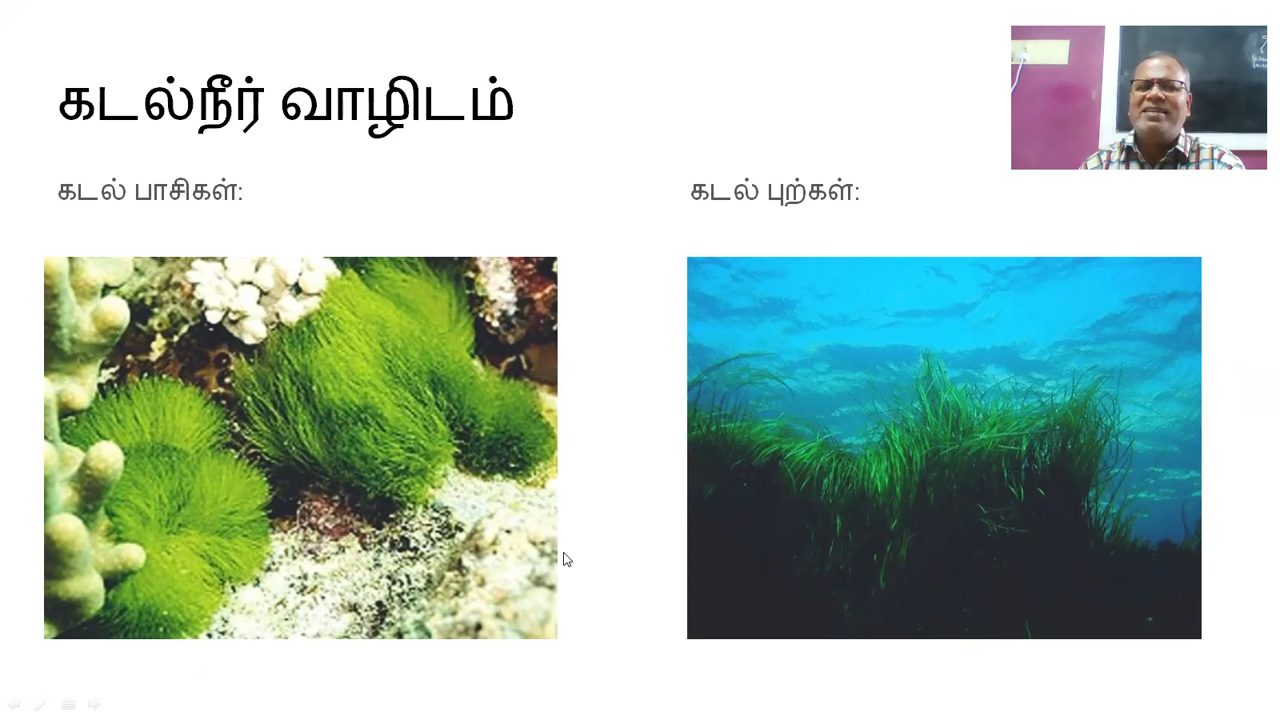 கடல்நீர் வாழிடம்
கடல் பாசிகள்:
கடல் புற்கள்: